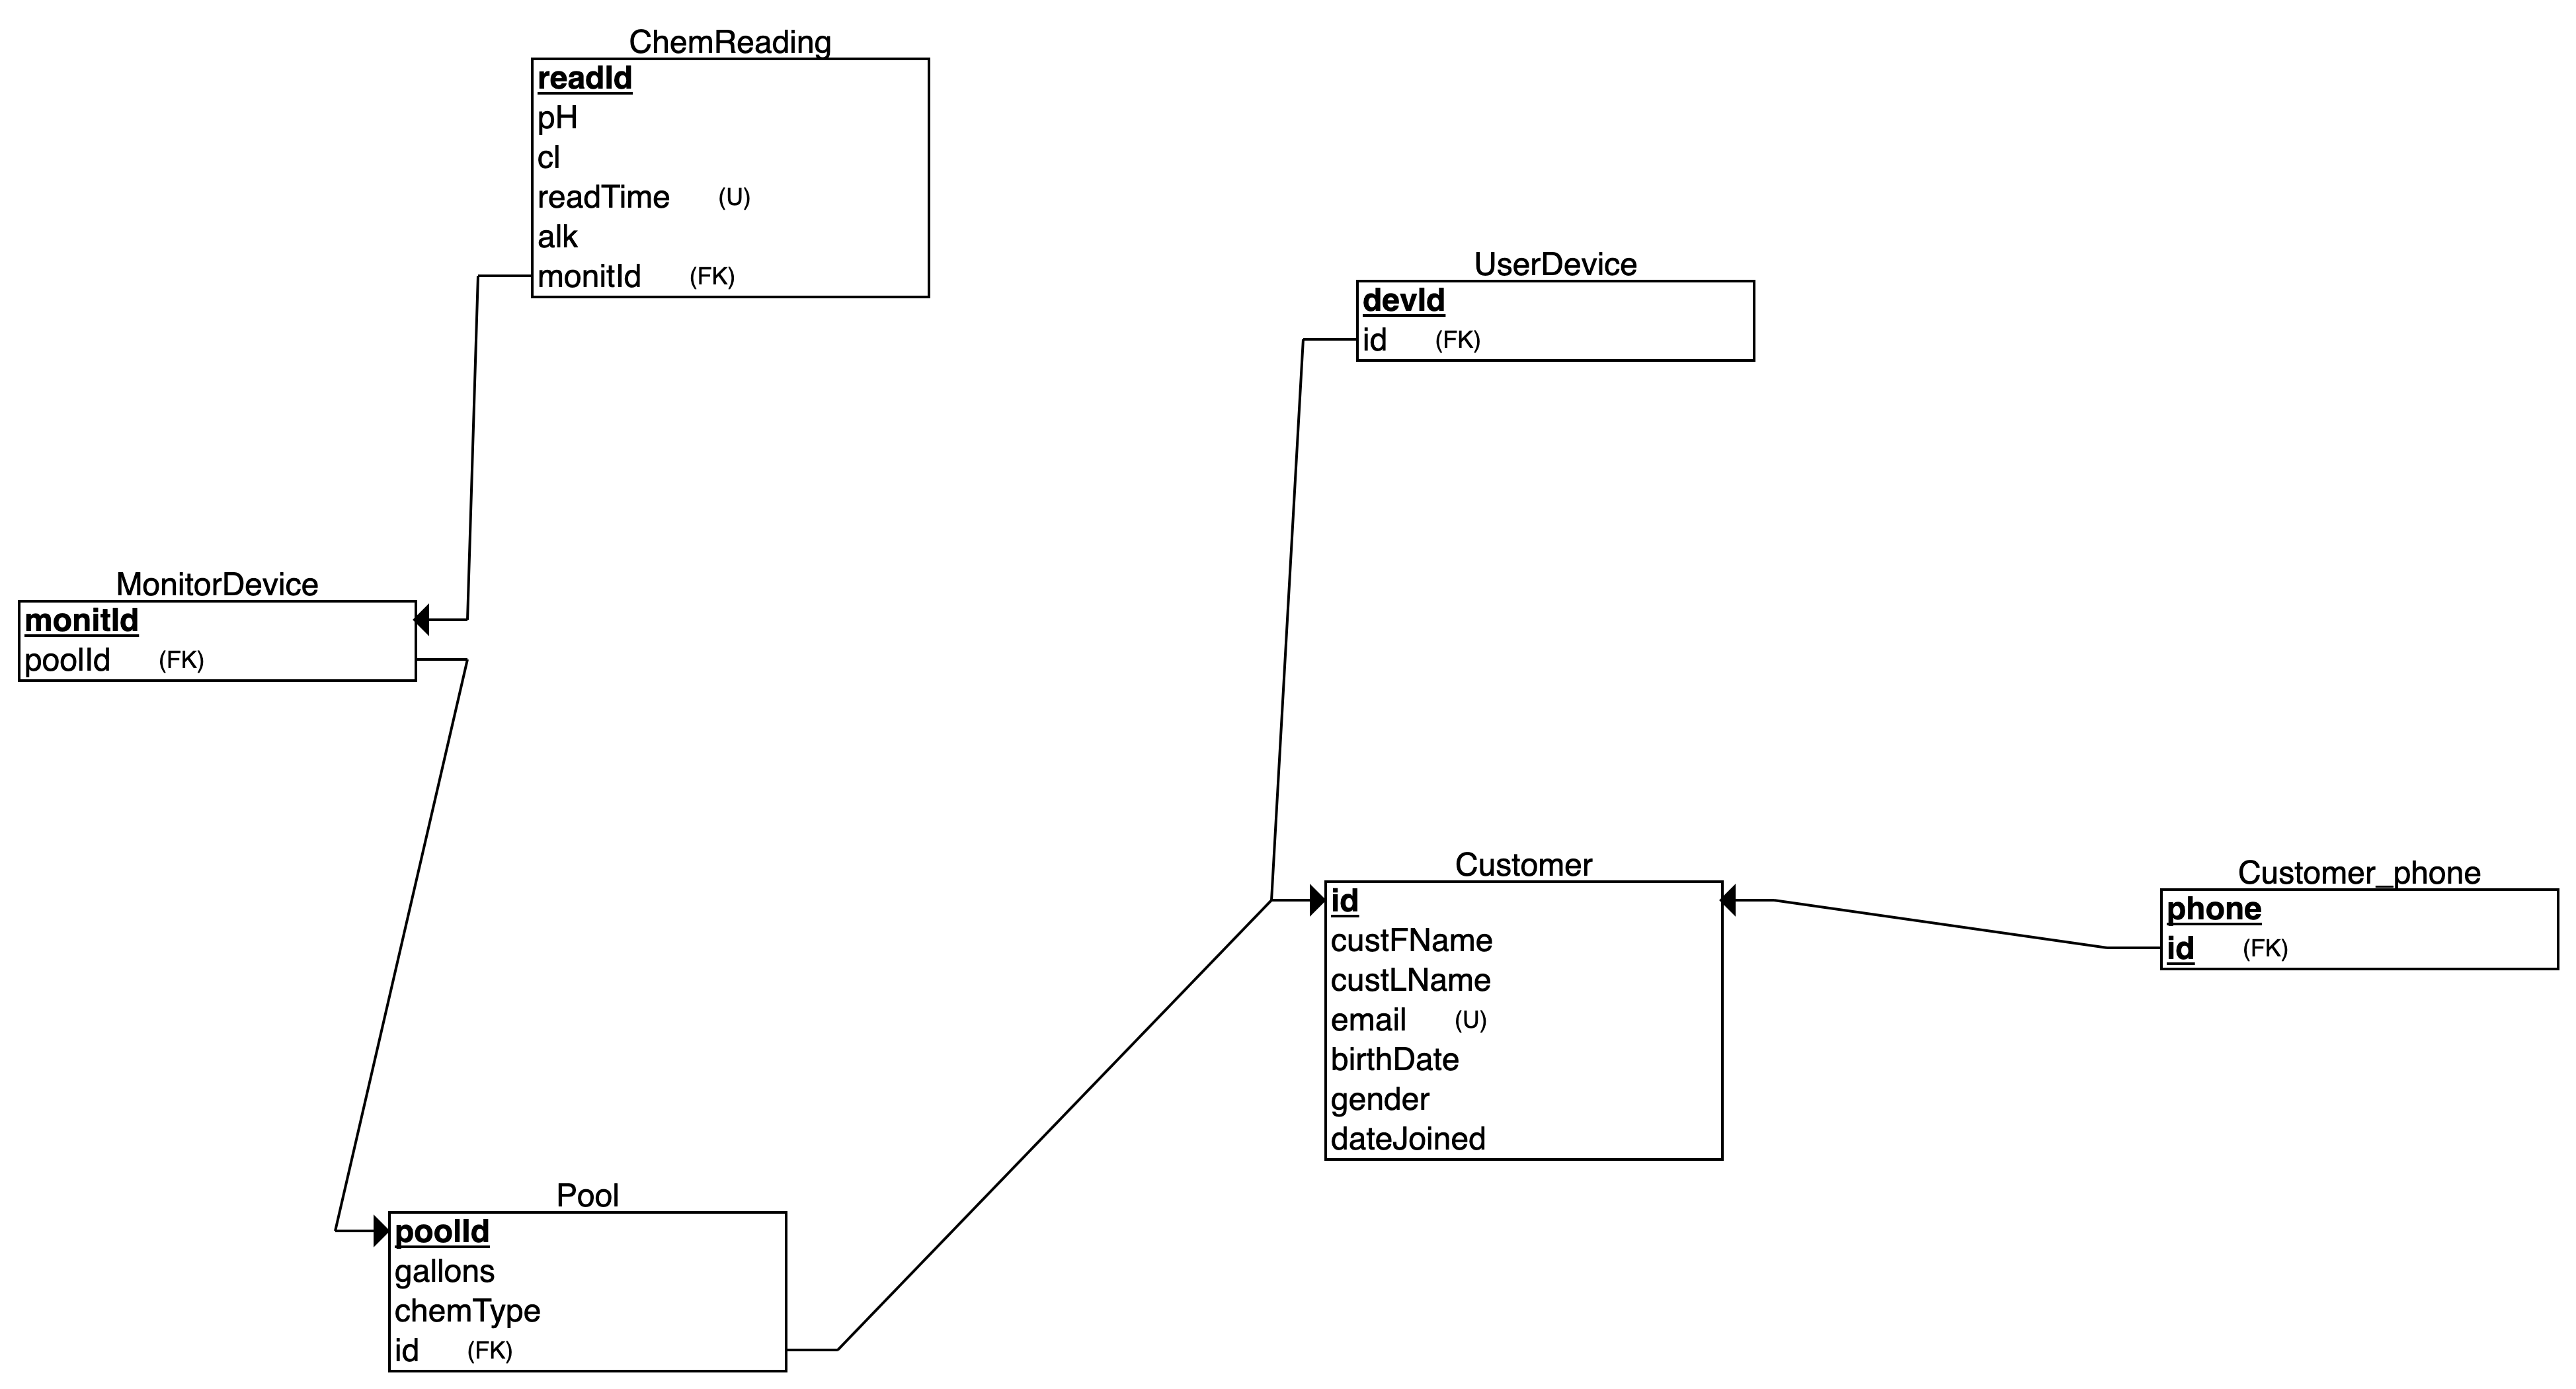 ChemReading
readId
pH
cl
readTime (U)
alk
monitId (FK)
UserDevice
devId
id (FK)
MonitorDevice
monitId
poolId (FK)
Customer
id
custFName
custLName
email (U)
birthDate
gender
dateJoined
Customer_phone
phone
id (FK)
Pool
poolId
gallons
chemType
id (FK)